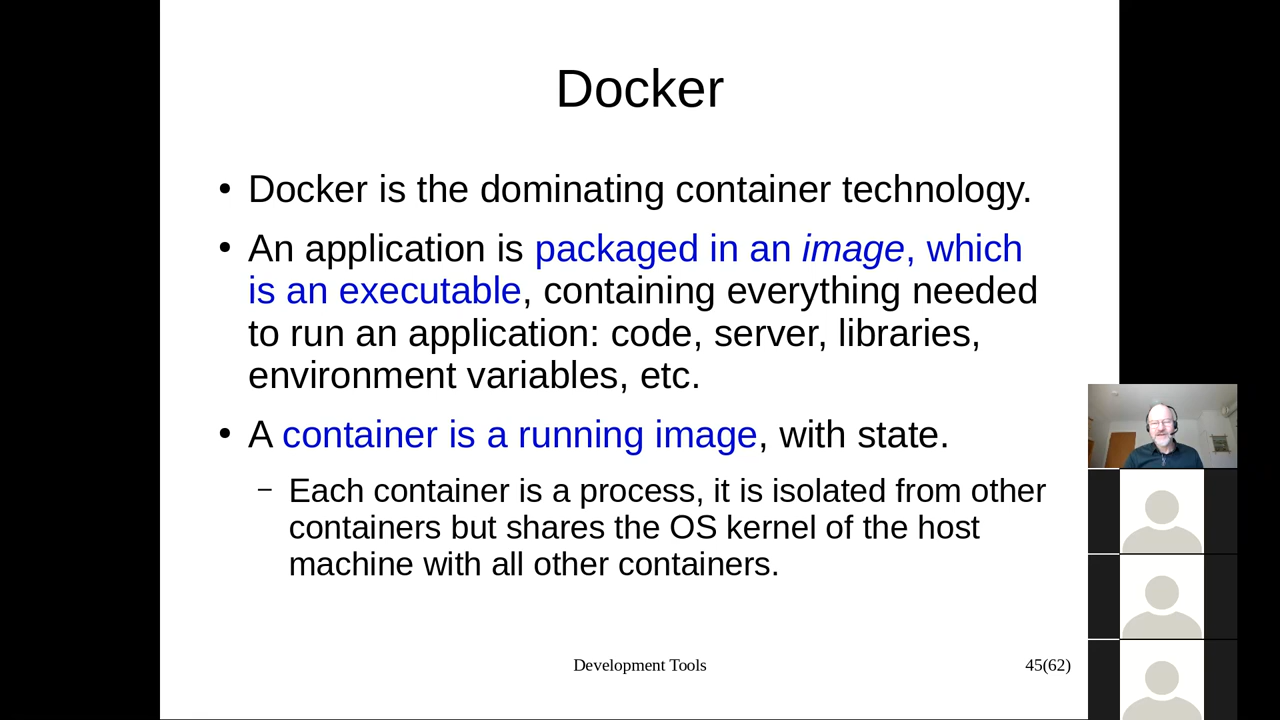 Docker
• Docker is the dominating container technology.
• An application is packaged in an image, which
is an executable, containing everything needed
to run an application: code, server, libraries,
environment variables, etc.
• A container is a running image, with state.
– Each container is a process, it is isolated from other
containers but shares the OS kernel of the host
machine with all other containers.
Development Tools
45(62)